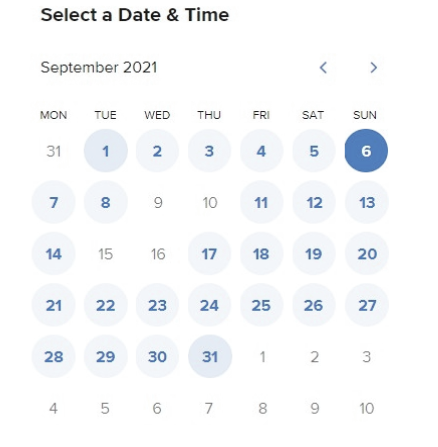 Select a Date & Time
September 2021
MON TUE WED THU FRI SAT SUN
31 1 2 3 4 5 6
7 8 9 10 11 12 13
14 15 16 17 18 19 20
21 22 23 24 25 26 27
28 29 30 31 1 2 3
4 5 6 7 8 9 10